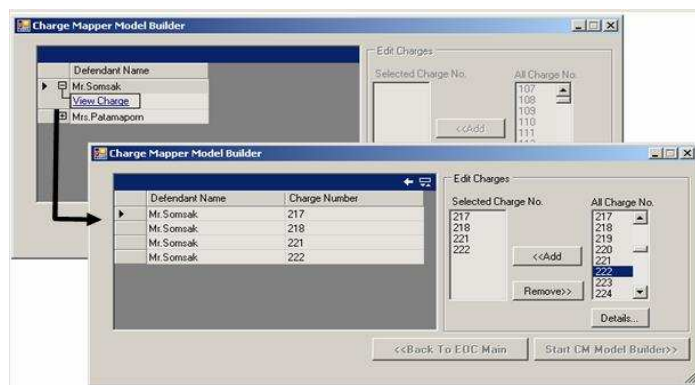 Charge Mapper Model Builder
Defendant Name
Mr.Somsak
View Charge
Mrs.Patamaporn
Edit Charges
Selected Charge No.
All Charge No.
107
108
109
110
111
<<Add
Charge Mapper Model Builder
Defendant Name Charge Number
Mr.Somsak 217
Mr.Somsak 218
Mr.Somsak 221
Mr.Somsak 222
Edit Charges
Selected Charge No.
217
218
221
222
<<Add
Remove>>
All Charge No.
217
218
219
220
221
222
223
224
Details...
<<Back To EOC Main
Start CM Model Builder>>